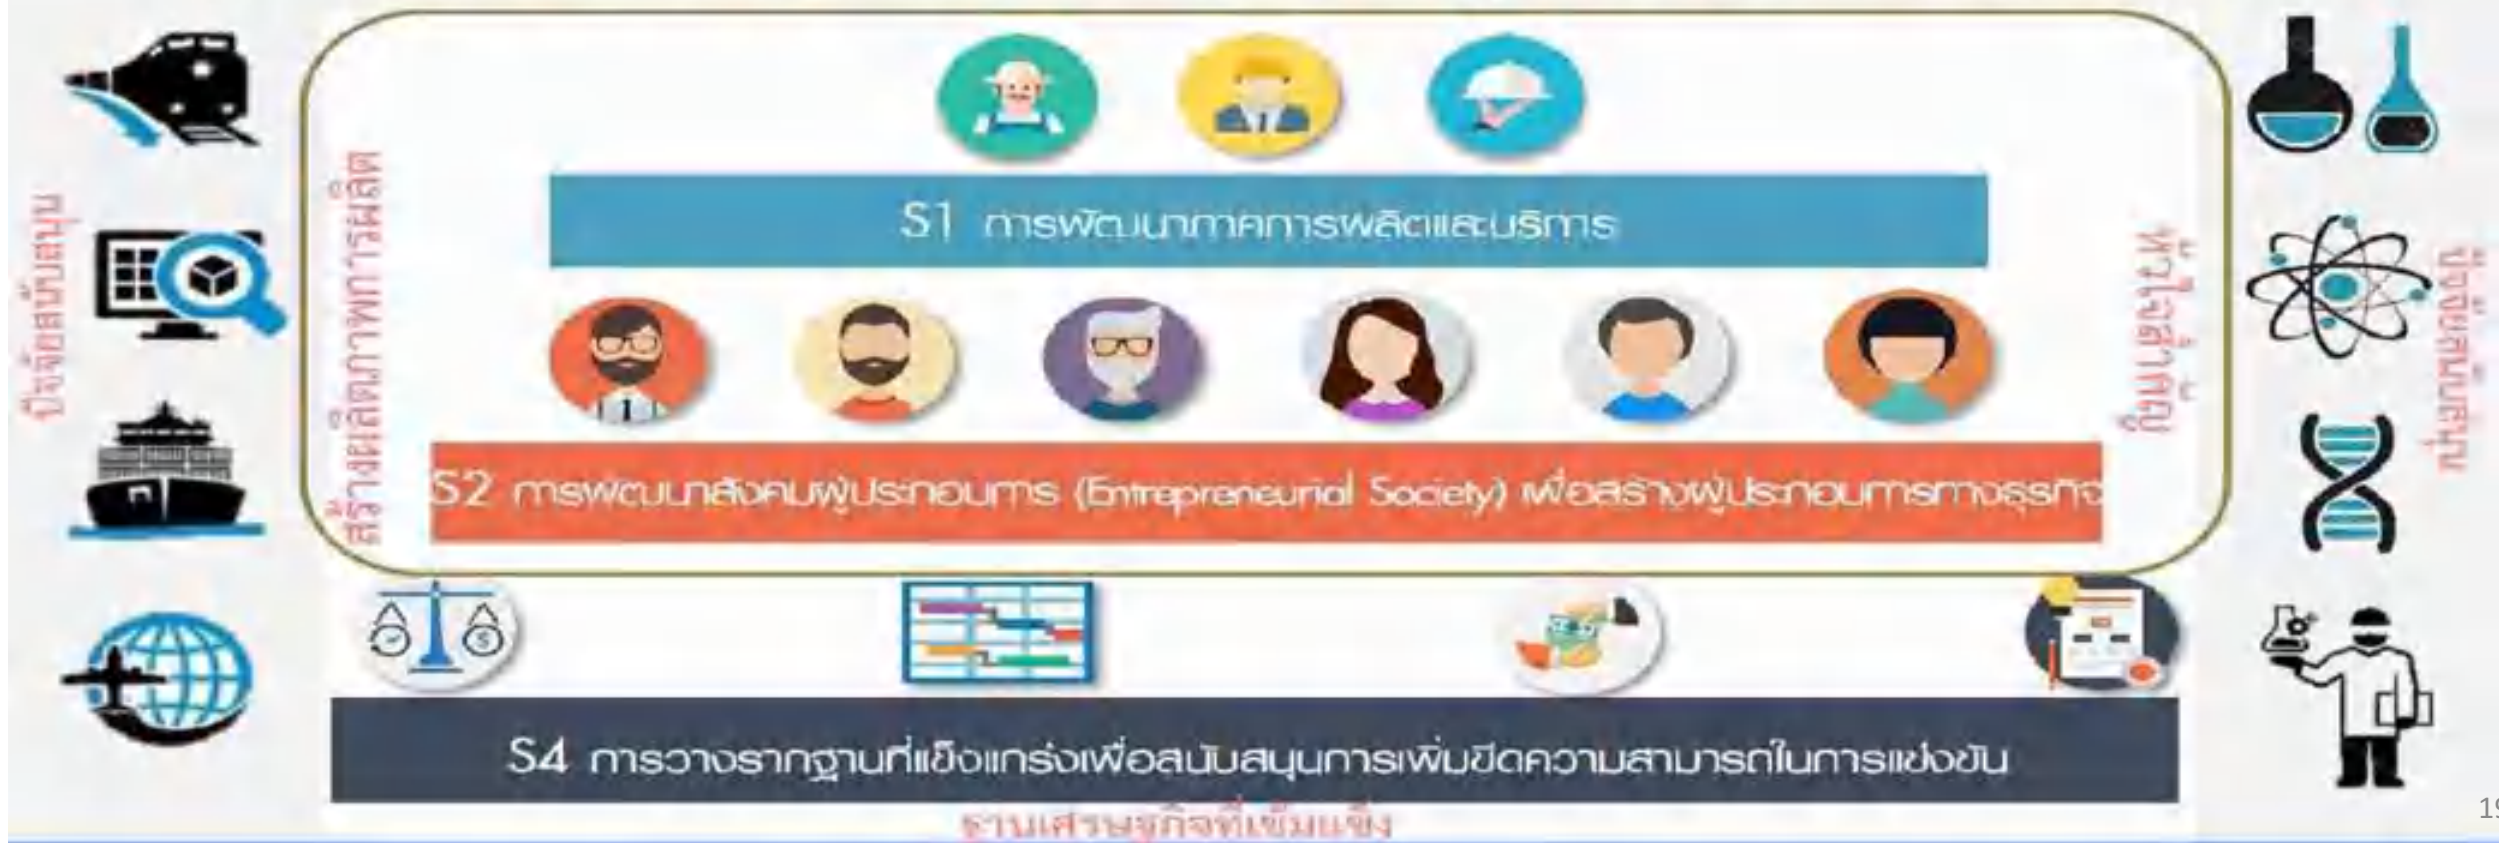 ปัจจัยสนับสนุน
สร้างผลิตภาพการผลิต
S1 การพัฒนาภาคการผลิตและบริการ
S2 การพัฒนาสังคมผู้ประกอบการ (Entrepreneurial Society) เพื่อสร้างผู้ประกอบการทางธุรกิจ
หัวใจสำคัญ
ปัจจัยสนับสนุน
S4 การวางรากฐานที่แข็งแกร่งเพื่อสนับสนุนการเพิ่มขีดความสามารถในการแข่งขัน
ฐานเศรษฐกิจที่เข้มแข็ง
19